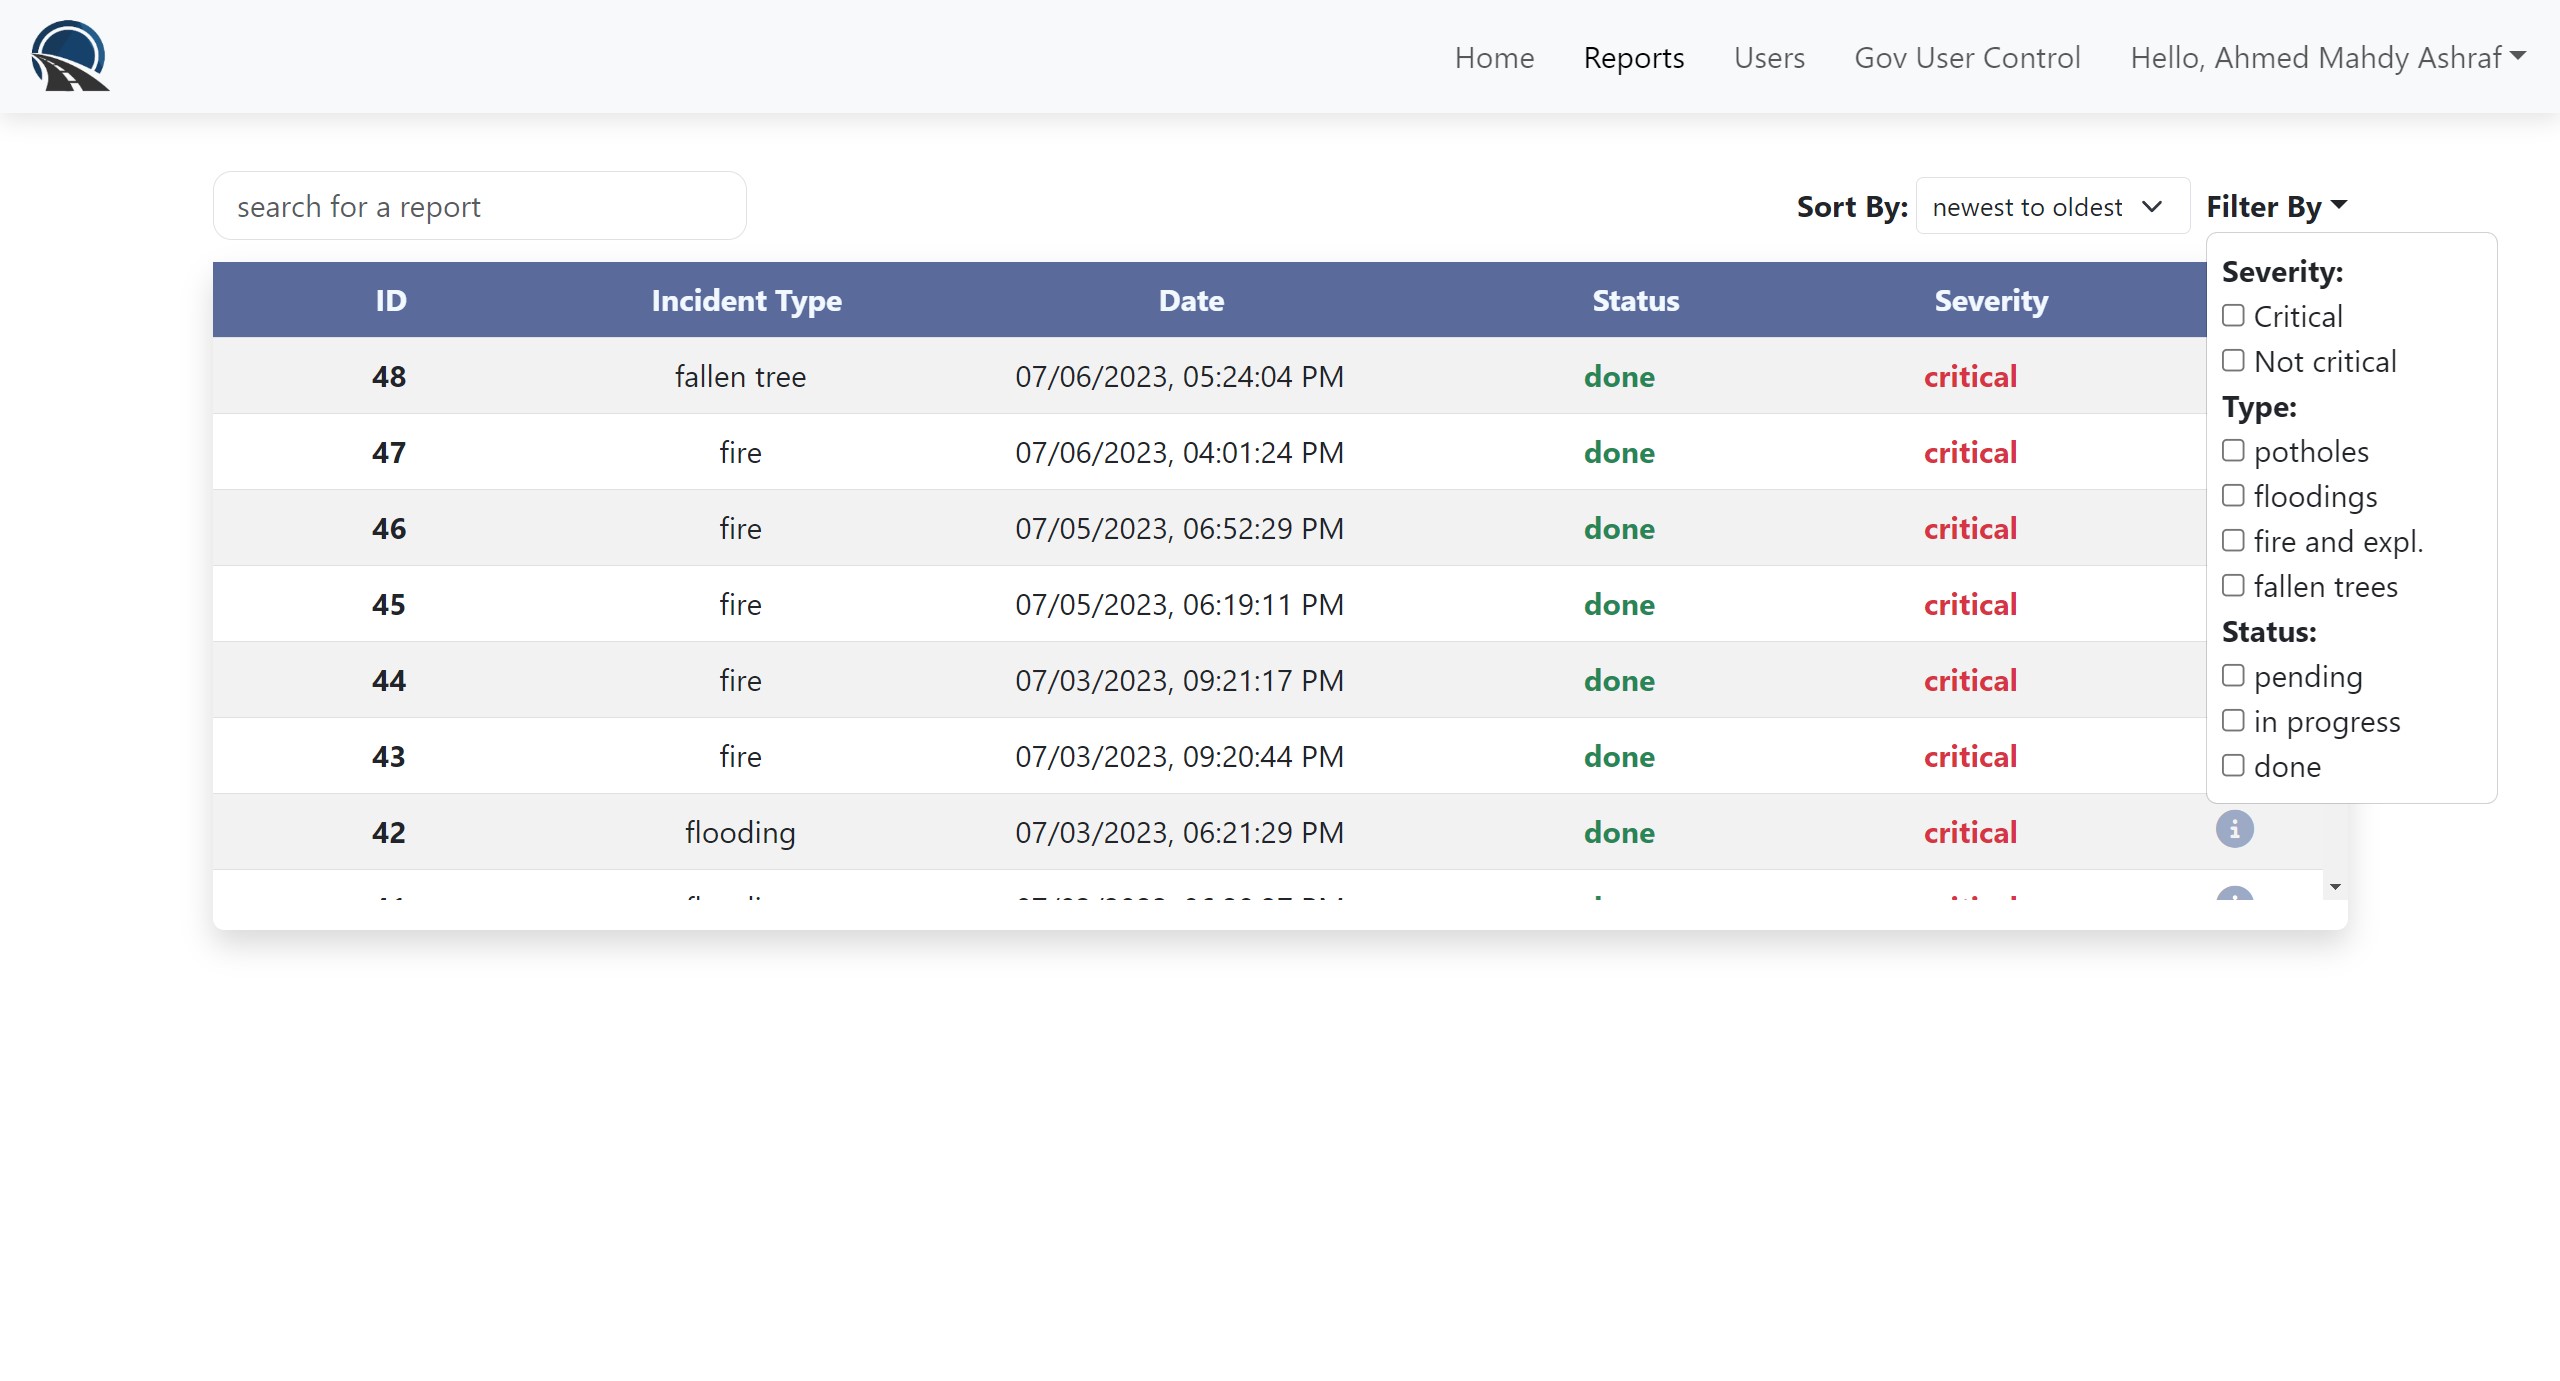 Home Reports Users Gov User Control Hello, Ahmed Mahdy Ashraf
search for a report Sort By: newest to oldest Filter By
ID Incident Type Date Status Severity
48 fallen tree 07/06/2023, 05:24:04 PM done critical
47 fire 07/06/2023, 04:01:24 PM done critical
46 fire 07/05/2023, 06:52:29 PM done critical
45 fire 07/05/2023, 06:19:11 PM done critical
44 fire 07/03/2023, 09:21:17 PM done critical
43 fire 07/03/2023, 09:20:44 PM done critical
42 flooding 07/03/2023, 06:21:29 PM done critical
Severity:
Critical
Not critical
Type:
potholes
floodings
fire and expl.
fallen trees
Status:
pending
in progress
done